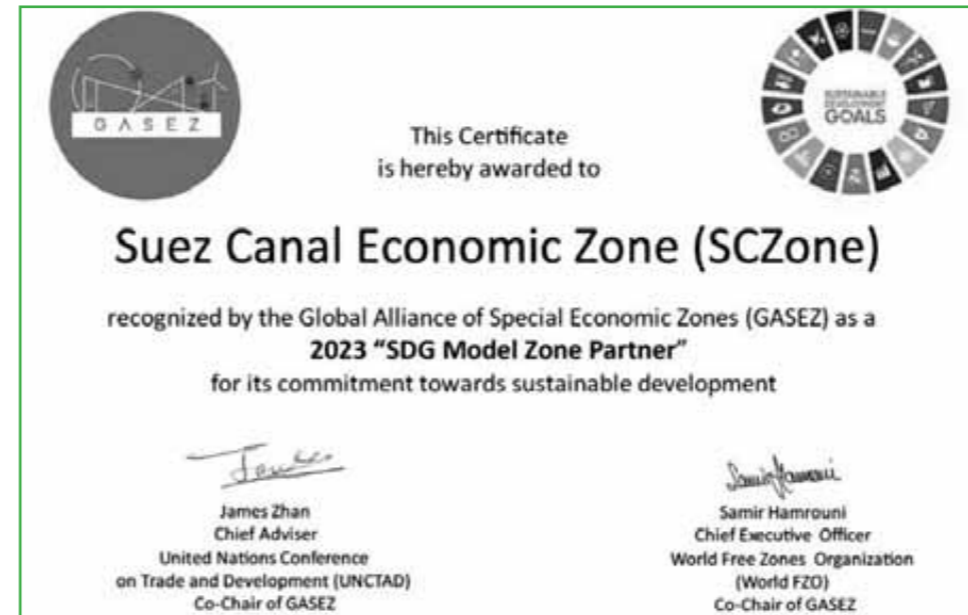 GASEZ
SUSTAINABLE
DEVELOPMENT
GOALS
This Certificate
is hereby awarded to
Suez Canal Economic Zone (SCZone)
recognized by the Global Alliance of Special Economic Zones (GASEZ) as a
2023 “SDG Model Zone Partner”
for its commitment towards sustainable development
James Zhan
Chief Adviser
United Nations Conference
on Trade and Development (UNCTAD)
Co-Chair of GASEZ
Samir Hamrouni
Chief Executive Officer
World Free Zones Organization
(World FZO)
Co-Chair of GASEZ